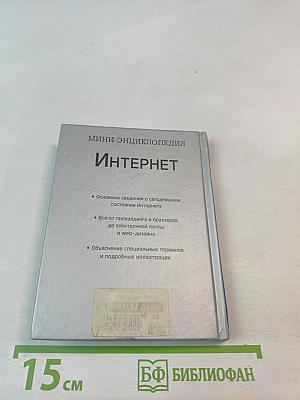 МИНИ-ЭНЦИКЛОПЕДИЯ
ИНТЕРНЕТ
• Основные сведения о сегодняшнем
состоянии Интернета
• Все от провайдинга и браузеров
до электронной почты
и web-дизайна
• Объяснение специальных терминов
и подробные иллюстрации
15 см
БФ БИБЛИОФАН